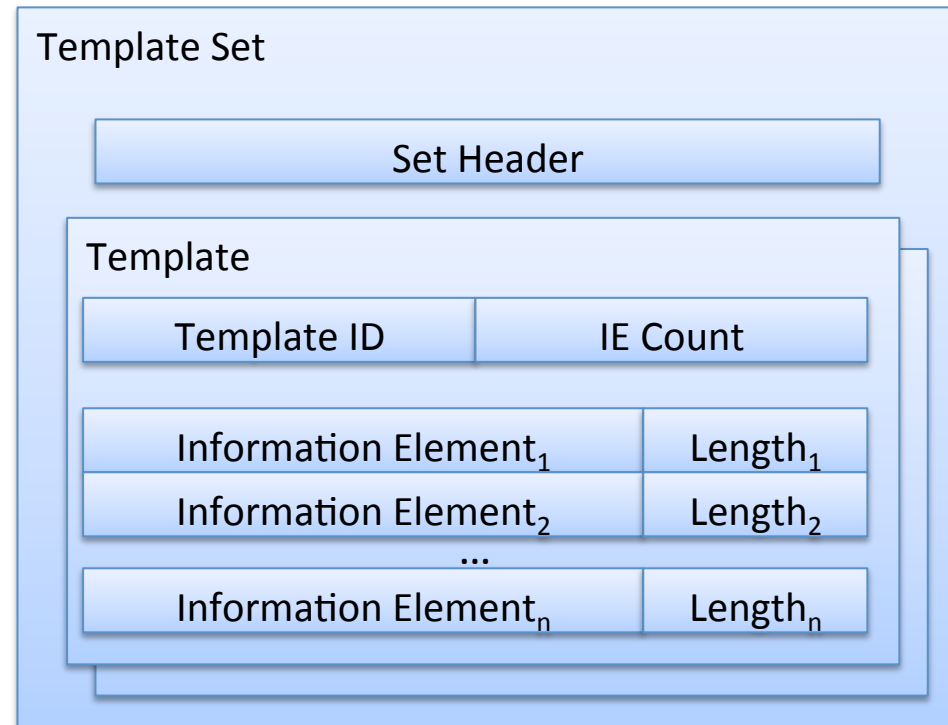 Template Set
Set Header
Template
Template ID IE Count
Information Element₁ Length₁
Information Element₂ Length₂
...
Information Elementₙ Lengthₙ